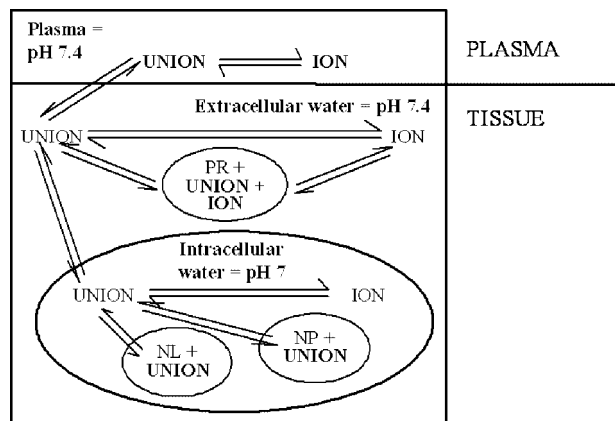 Plasma =
pH 7.4
UNION
ION
PLASMA
Extracellular water = pH 7.4
TISSUE
UNION
ION
PR +
UNION +
ION
Intracellular
water = pH 7
UNION
ION
NL +
UNION
NP +
UNION